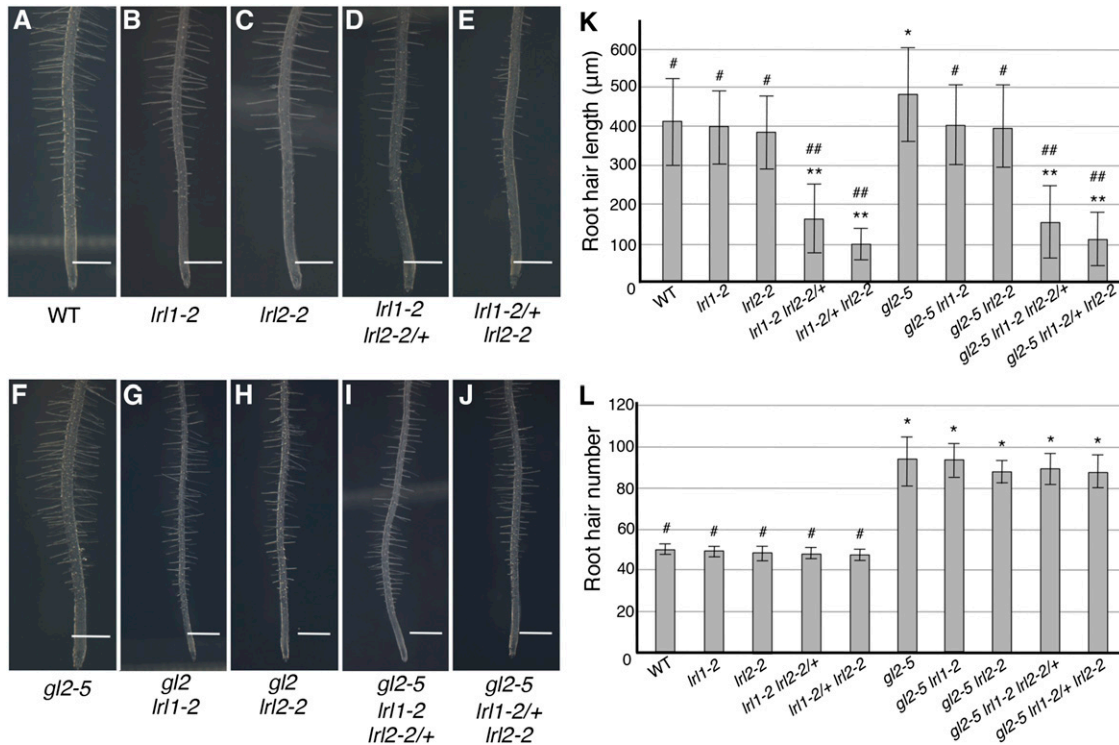 A
B
C
D
E
WT
lrl1-2
lrl2-2
lrl1-2
lrl2-2/+
lrl1-2/+
lrl2-2
F
G
H
I
J
gl2-5
gl2
lrl1-2
gl2
lrl2-2
gl2-5
lrl1-2
lrl2-2/+
gl2-5
lrl1-2/+
lrl2-2
K
Root hair length (µm)
600
500
400
300
200
100
0
#
#
#
##
**
##
**
*
#
#
##
**
##
**
WT
lrl1-2
lrl2-2
lrl1-2 lrl2-2/+
lrl1-2/+ lrl2-2
gl2-5
gl2-5 lrl1-2
gl2-5 lrl2-2
gl2-5 lrl1-2 lrl2-2/+
gl2-5 lrl1-2/+ lrl2-2
L
Root hair number
120
100
80
60
40
20
0
#
#
#
#
#
*
*
*
*
*
WT
lrl1-2
lrl2-2
lrl1-2 lrl2-2/+
lrl1-2/+ lrl2-2
gl2-5
gl2-5 lrl1-2
gl2-5 lrl2-2
gl2-5 lrl1-2 lrl2-2/+
gl2-5 lrl1-2/+ lrl2-2